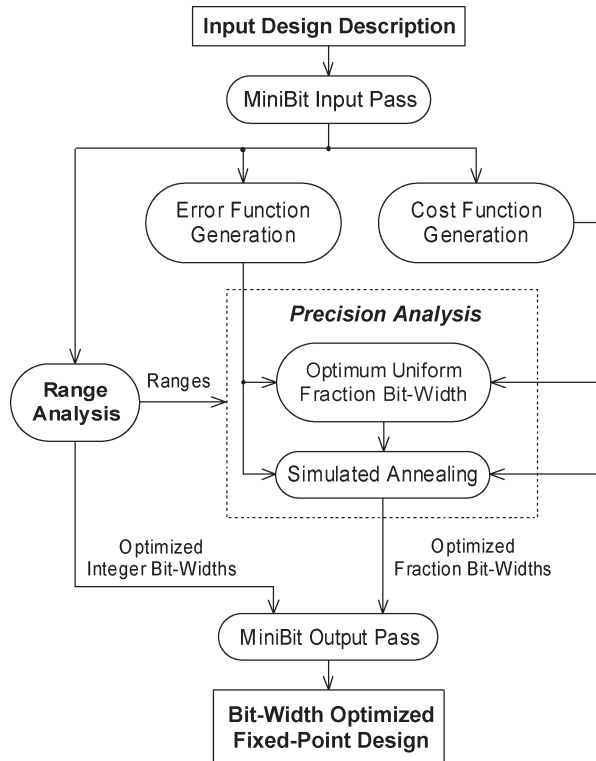 Input Design Description
MiniBit Input Pass
Error Function
Generation
Cost Function
Generation
Precision Analysis
Optimum Uniform
Fraction Bit-Width
Range
Analysis
Ranges
Simulated Annealing
Optimized
Integer Bit-Widths
Optimized
Fraction Bit-Widths
MiniBit Output Pass
Bit-Width Optimized
Fixed-Point Design